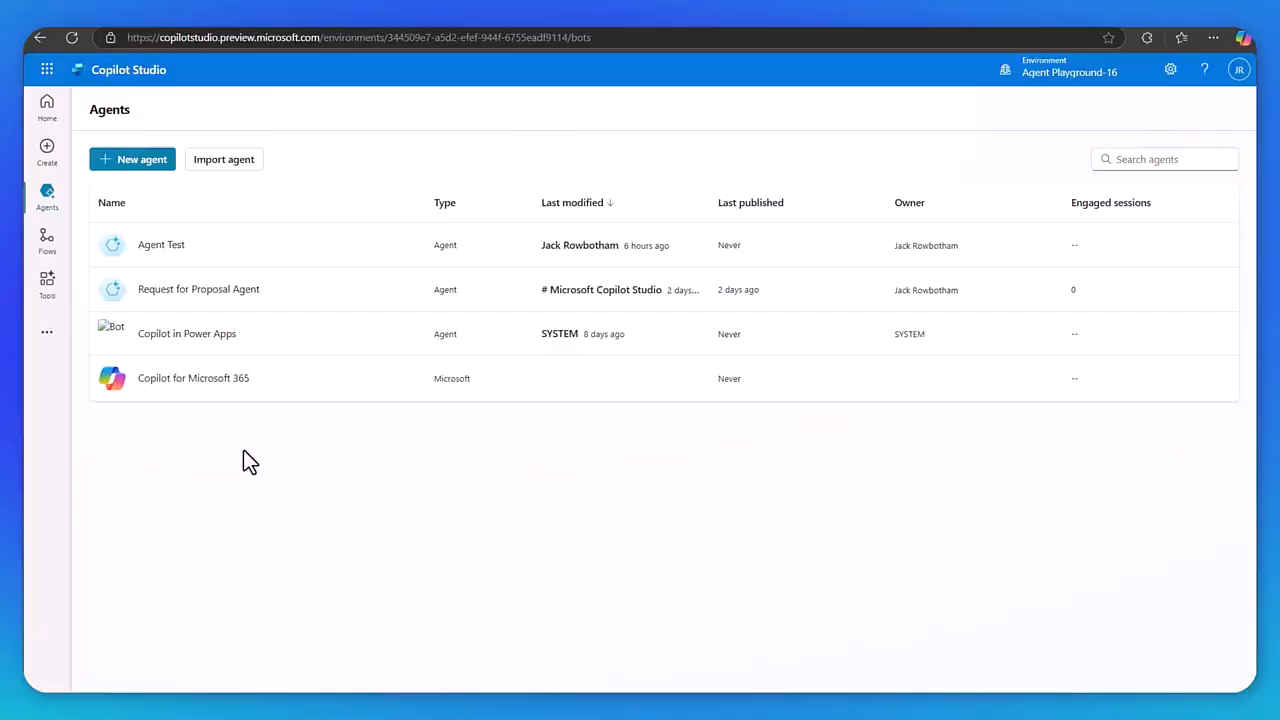 https://copilotstudio.preview.microsoft.com/environments/344509e7-a5d2-efef-944f-6755eadf9114/bots
Copilot Studio
Environment
Agent Playground-16
JR
Home
Create
Agents
Flows
Tools
Agents
New agent
Import agent
Search agents
Name Type Last modified Last published Owner Engaged sessions
Agent Test Agent Jack Rowbotham 6 hours ago Never Jack Rowbotham --
Request for Proposal Agent Agent # Microsoft Copilot Studio 2 days... 2 days ago Jack Rowbotham 0
Bot Copilot in Power Apps Agent SYSTEM 8 days ago Never SYSTEM --
Copilot for Microsoft 365 Microsoft Never --